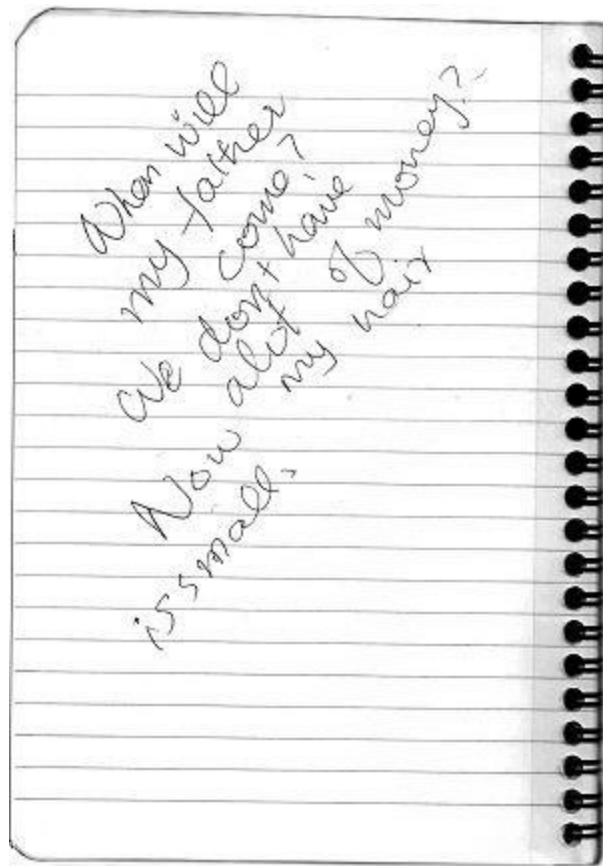 When will
my father
come?
We don,t have
alot of money?
Now my hair
is small.